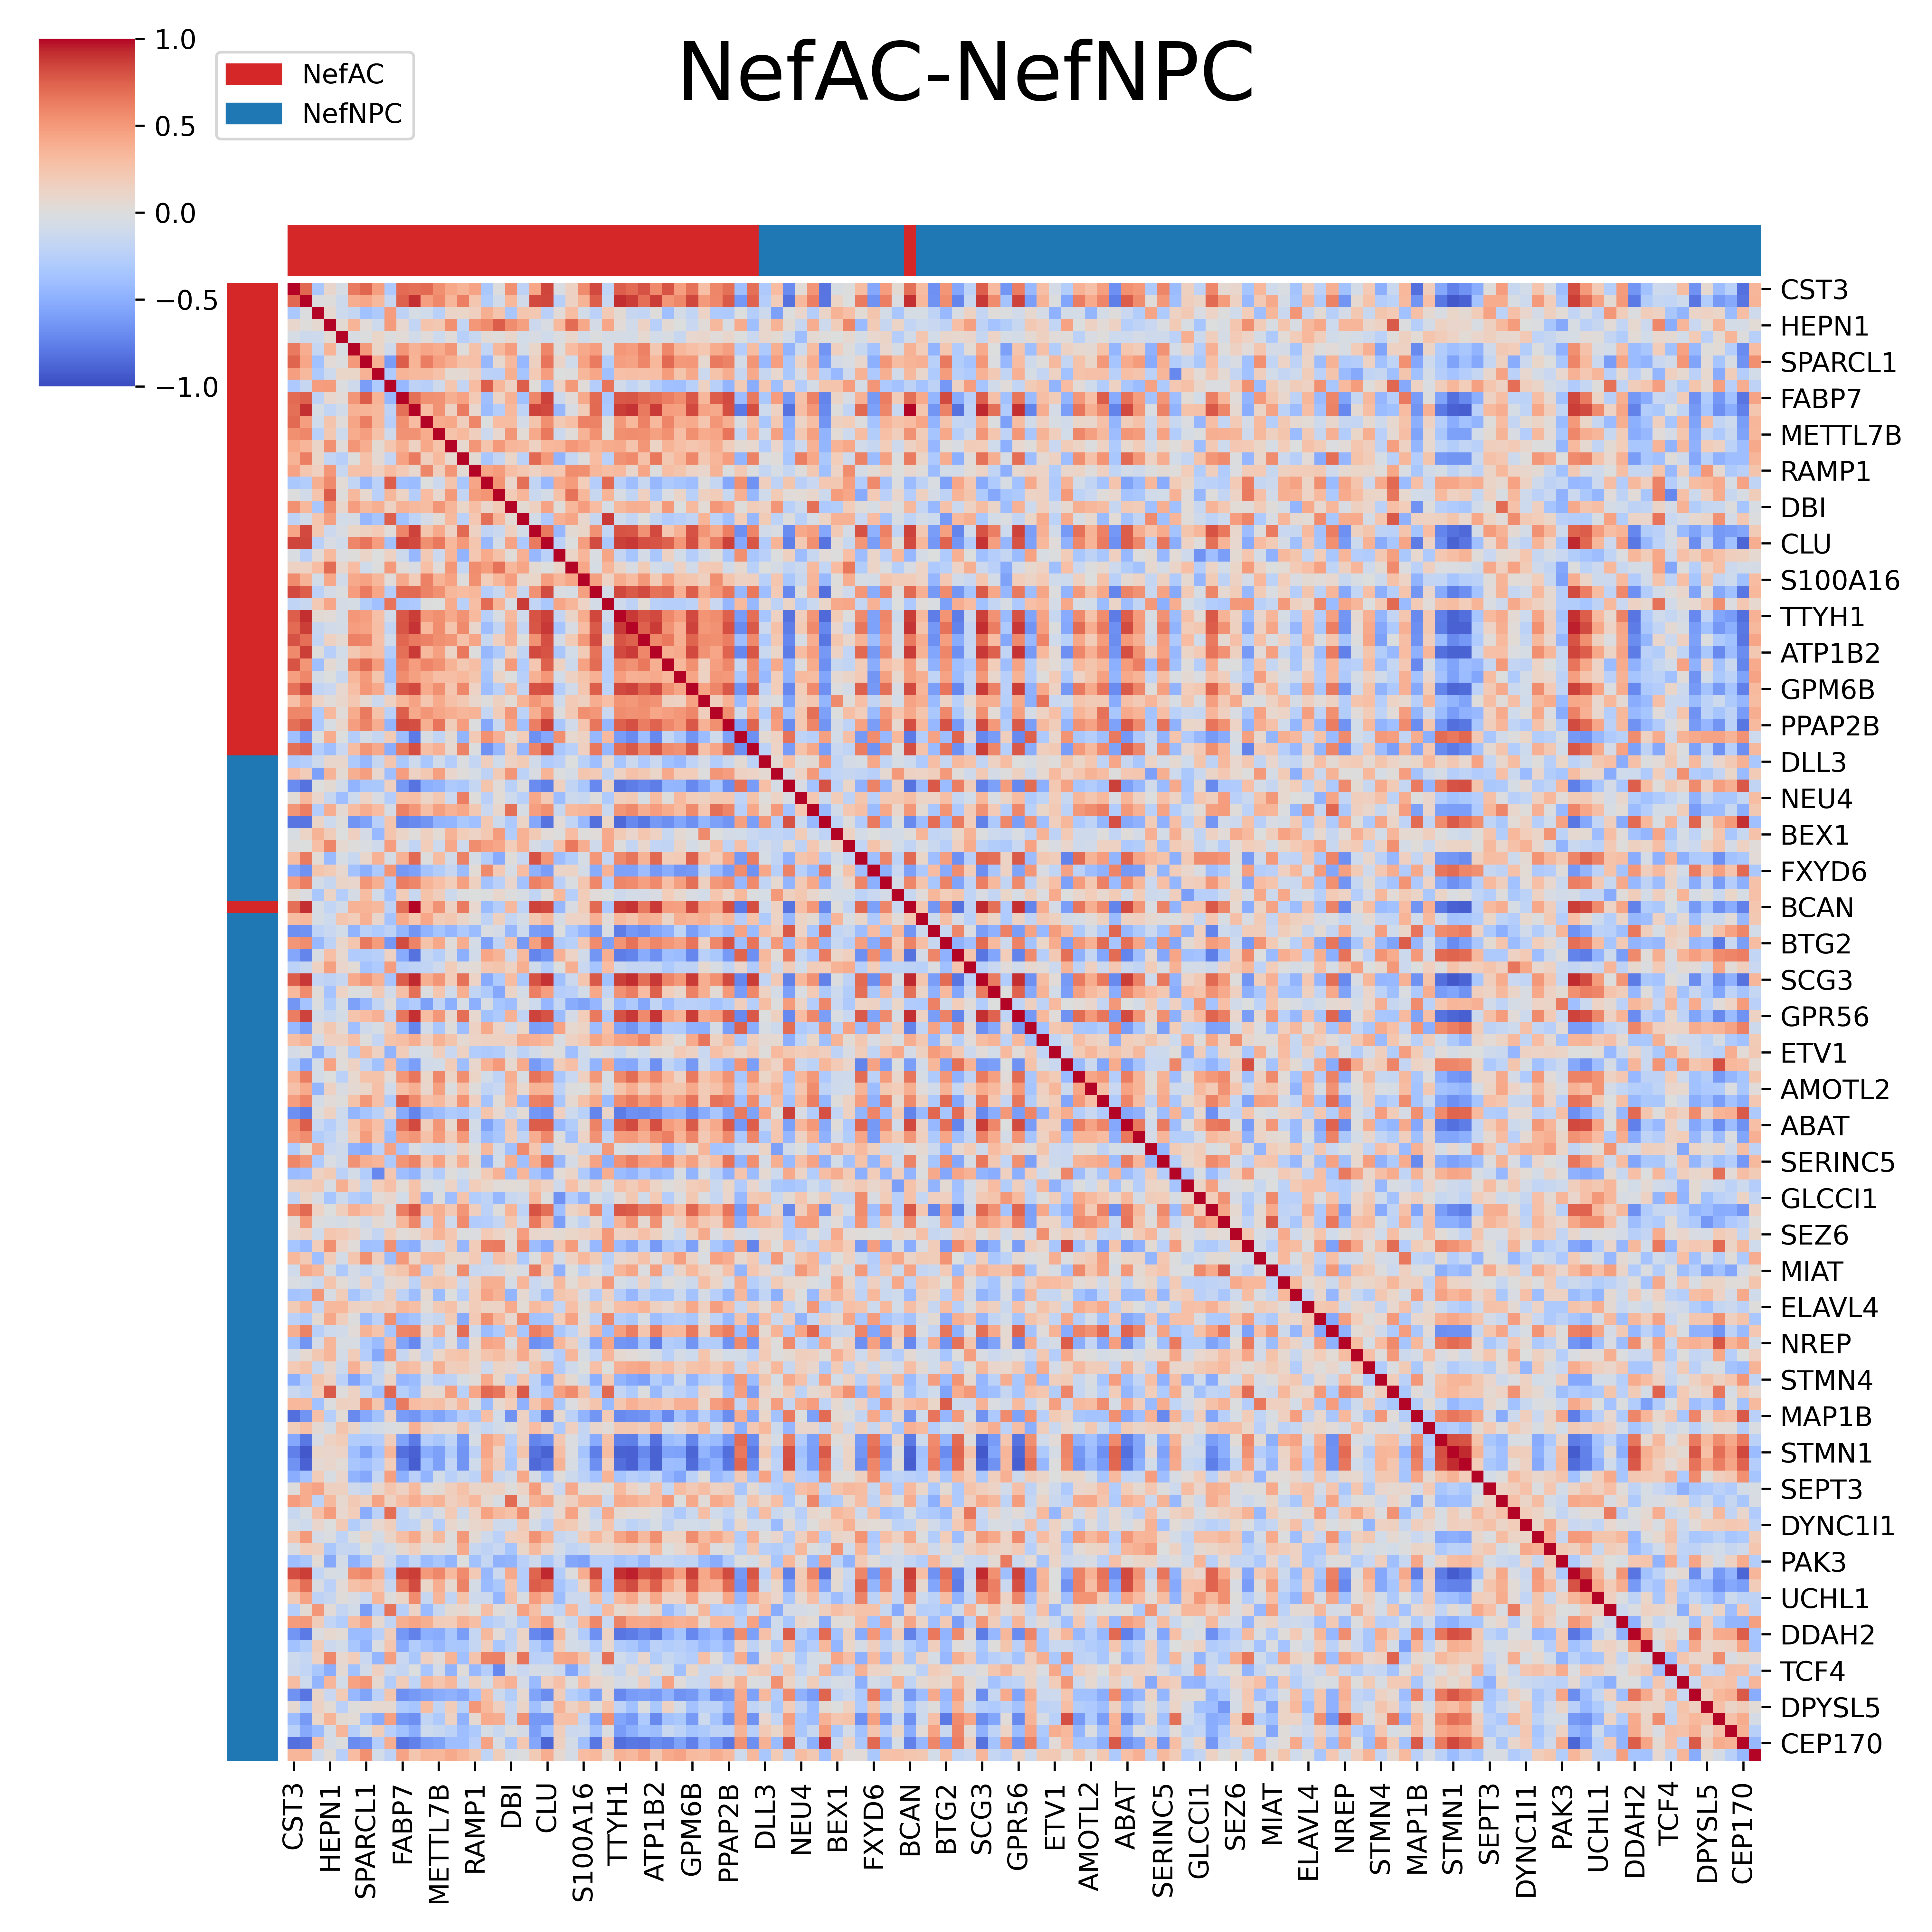 NefAC-NefNPC
1.0
0.5
0.0
−0.5
−1.0
NefAC
NefNPC
CST3
HEPN1
SPARCL1
FABP7
METTL7B
RAMP1
DBI
CLU
S100A16
TTYH1
ATP1B2
GPM6B
PPAP2B
DLL3
NEU4
BEX1
FXYD6
BCAN
BTG2
SCG3
GPR56
ETV1
AMOTL2
ABAT
SERINC5
GLCCI1
SEZ6
MIAT
ELAVL4
NREP
STMN4
MAP1B
STMN1
SEPT3
DYNC1I1
PAK3
UCHL1
DDAH2
TCF4
DPYSL5
CEP170
CST3
HEPN1
SPARCL1
FABP7
METTL7B
RAMP1
DBI
CLU
S100A16
TTYH1
ATP1B2
GPM6B
PPAP2B
DLL3
NEU4
BEX1
FXYD6
BCAN
BTG2
SCG3
GPR56
ETV1
AMOTL2
ABAT
SERINC5
GLCCI1
SEZ6
MIAT
ELAVL4
NREP
STMN4
MAP1B
STMN1
SEPT3
DYNC1I1
PAK3
UCHL1
DDAH2
TCF4
DPYSL5
CEP170